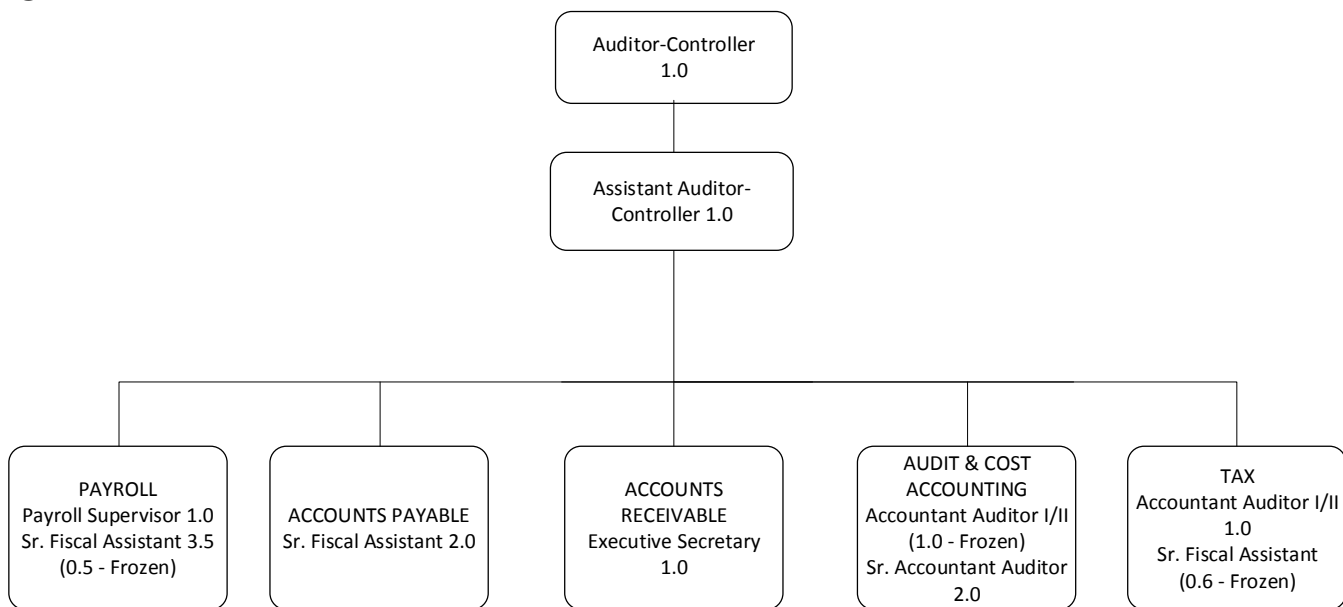 Auditor-Controller
1.0
Assistant Auditor-
Controller 1.0
PAYROLL
Payroll Supervisor 1.0
Sr. Fiscal Assistant 3.5
(0.5 - Frozen)
ACCOUNTS PAYABLE
Sr. Fiscal Assistant 2.0
ACCOUNTS
RECEIVABLE
Executive Secretary
1.0
AUDIT & COST
ACCOUNTING
Accountant Auditor I/II
(1.0 - Frozen)
Sr. Accountant Auditor
2.0
TAX
Accountant Auditor I/II
1.0
Sr. Fiscal Assistant
(0.6 - Frozen)